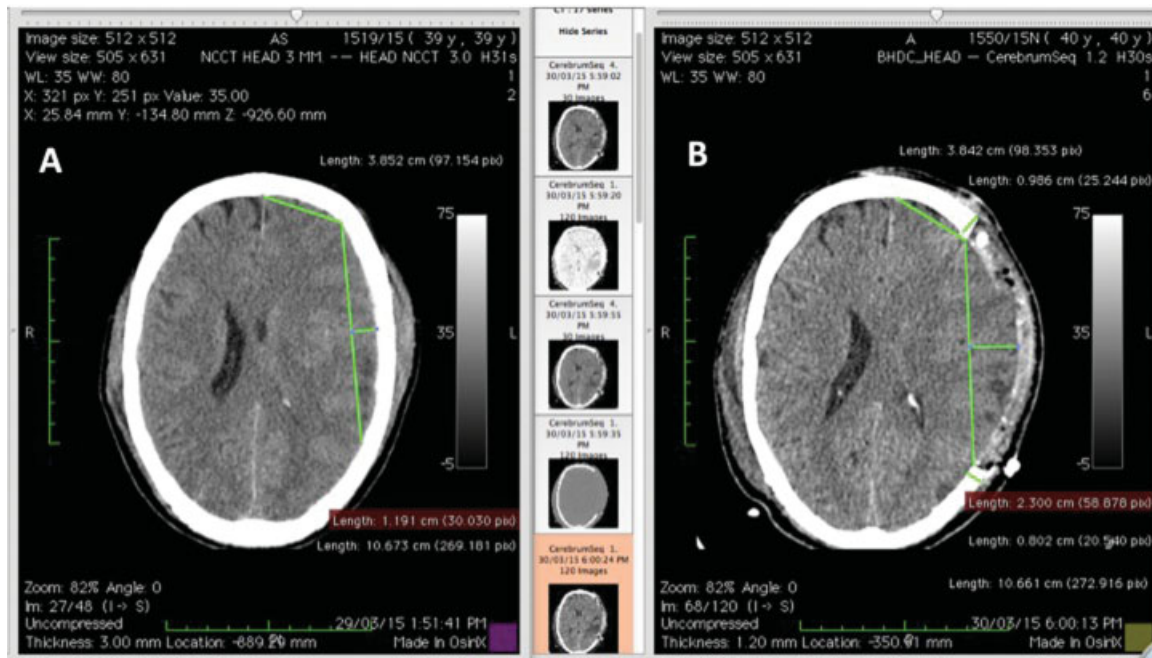 Image size: 512 x 512
View size: 505 x 631
WL: 35 WW: 80
X: 321 px Y: 251 px Value: 35.00
X: 25.84 mm Y: -134.80 mm Z: -926.60 mm
AS
1519/15 ( 39 y , 39 y )
NCCT HEAD 3 MM -- HEAD NCCT 3.0 H31s
1
2
A
Length: 3.852 cm (97.154 pix)
75
R
35
L
-5
Length: 1.191 cm (30.030 pix)
Length: 10.673 cm (269.181 pix)
Zoom: 82% Angle: 0
Im: 27/48 (I -> S)
Uncompressed
Thickness: 3.00 mm
29/03/15 1:51:41 PM
Made In OsiriX
Hide Series
CerebrumSeq 4.
30/03/15 5:59:02
PM
30 Images
CerebrumSeq 1.
30/03/15 5:59:20
PM
120 Images
CerebrumSeq 4.
30/03/15 5:59:55
PM
30 Images
CerebrumSeq 1.
30/03/15 5:59:35
PM
120 Images
CerebrumSeq 1.
30/03/15 6:00:24 PM
120 Images
Image size: 512 x 512
View size: 505 x 631
WL: 35 WW: 80
A
1550/15N ( 40 y , 40 y )
BHDC_HEAD — CerebrumSeq 1.2 H30s
1
6
B
Length: 3.842 cm (98.353 pix)
Length: 0.986 cm (25.244 pix)
75
R
35
L
-5
Length: 2.300 cm (58.878 pix)
Length: 0.802 cm
Length: 10.661 cm (272.916 pix)
Zoom: 82% Angle: 0
Im: 68/120 (I -> S)
Uncompressed
Thickness: 1.20 mm
30/03/15 6:00:13 PM
Made In OsiriX